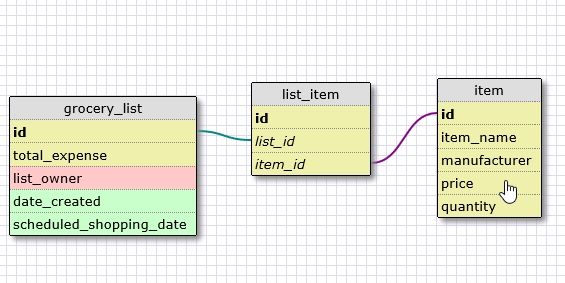 grocery_list
id
total_expense
list_owner
date_created
scheduled_shopping_date
list_item
id
list_id
item_id
item
id
item_name
manufacturer
price
quantity